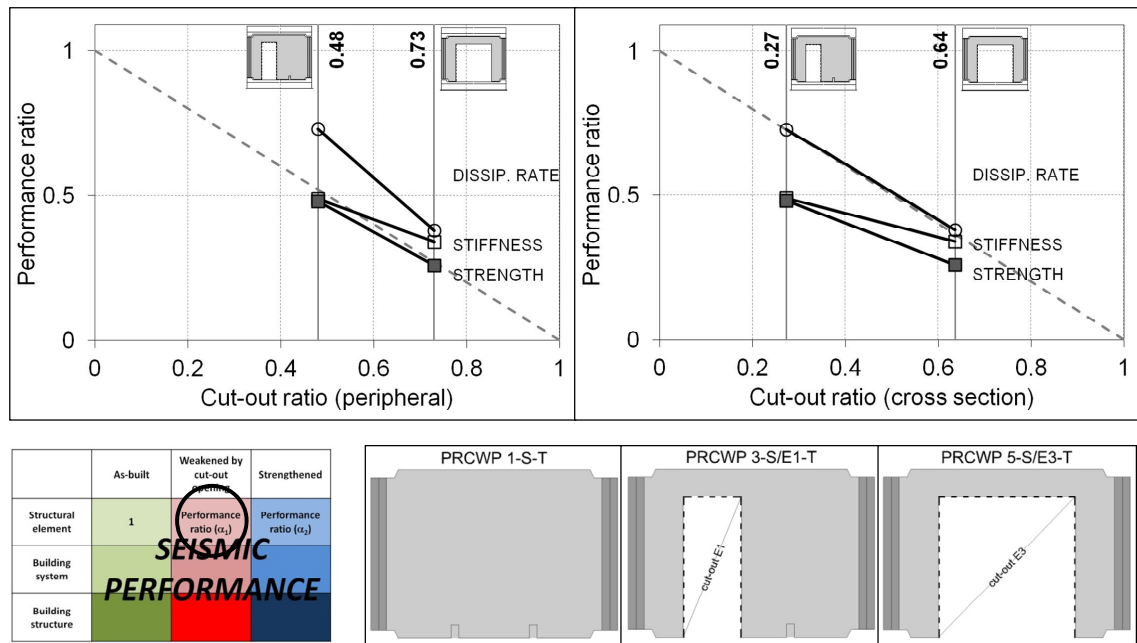 0.48
0.73
1
0.5
0
Performance ratio
DISSIP. RATE
STIFFNESS
STRENGTH
0 0.2 0.4 0.6 0.8 1
Cut-out ratio (peripheral)
0.27
0.64
1
0.5
0
Performance ratio
DISSIP. RATE
STIFFNESS
STRENGTH
0 0.2 0.4 0.6 0.8 1
Cut-out ratio (cross section)
As-built
Weakened by
cut-out
opening
Strengthened
Structural
element
1
Performance
ratio (α₁)
Performance
ratio (α₂)
Building
system
Building
structure
SEISMIC
PERFORMANCE
PRCWP 1-S-T
PRCWP 3-S/E1-T
cut-out E1
PRCWP 5-S/E3-T
cut-out E3